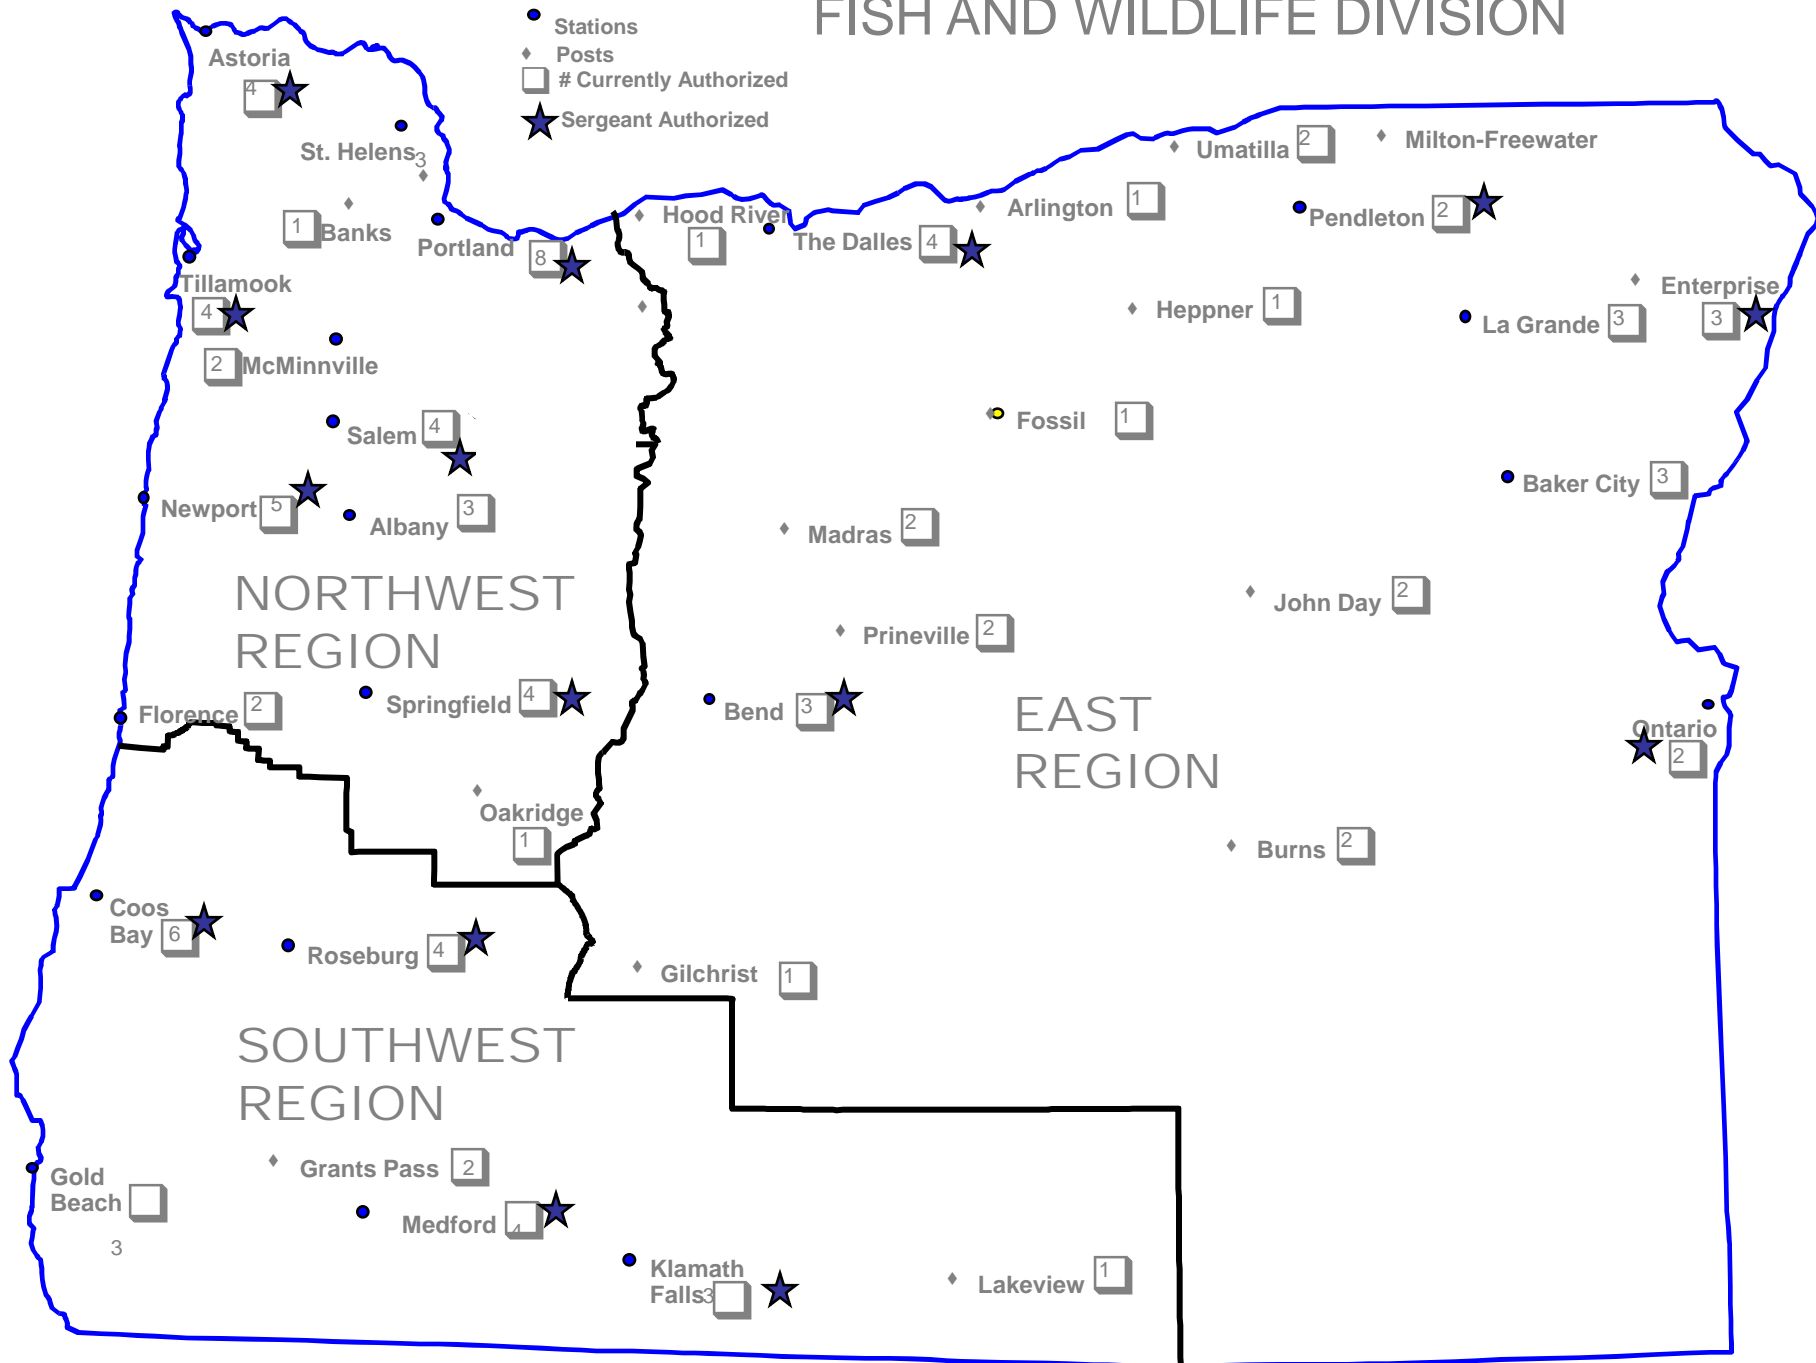 FISH AND WILDLIFE DIVISION
Stations
Posts
# Currently Authorized
Sergeant Authorized
Astoria
4
St. Helens 3
1 Banks
Portland 8
Hood River
1
The Dalles 4
Arlington 1
Umatilla 2
Milton-Freewater
Pendleton 2
Tillamook
4
2 McMinnville
Heppner 1
La Grande 3
Enterprise
3
Salem 4
Fossil 1
Newport 5
Albany 3
Baker City 3
Madras 2
NORTHWEST
REGION
John Day 2
Prineville 2
Florence 2
Springfield 4
Bend 3
EAST
REGION
Ontario
2
Oakridge
1
Burns 2
Coos
Bay 6
Roseburg 4
Gilchrist 1
SOUTHWEST
REGION
Gold
Beach
3
Grants Pass 2
Medford 4
Klamath
Falls 3
Lakeview 1